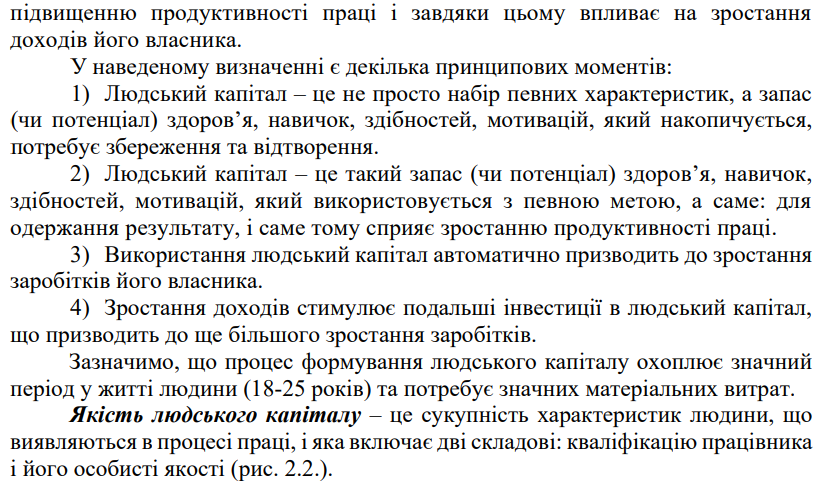 підвищенню продуктивності праці і завдяки цьому впливає на зростання
доходів його власника.
У наведеному визначенні є декілька принципових моментів:
1) Людський капітал – це не просто набір певних характеристик, а запас
(чи потенціал) здоров’я, навичок, здібностей, мотивацій, який накопичується,
потребує збереження та відтворення.
2) Людський капітал – це такий запас (чи потенціал) здоров’я, навичок,
здібностей, мотивацій, який використовується з певною метою, а саме: для
одержання результату, і саме тому сприяє зростанню продуктивності праці.
3) Використання людський капітал автоматично призводить до зростання
заробітків його власника.
4) Зростання доходів стимулює подальші інвестиції в людський капітал,
що призводить до ще більшого зростання заробітків.
Зазначимо, що процес формування людського капіталу охоплює значний
період у житті людини (18-25 років) та потребує значних матеріальних витрат.
Якість людського капіталу – це сукупність характеристик людини, що
виявляються в процесі праці, і яка включає дві складові: кваліфікацію працівника
і його особисті якості (рис. 2.2.).